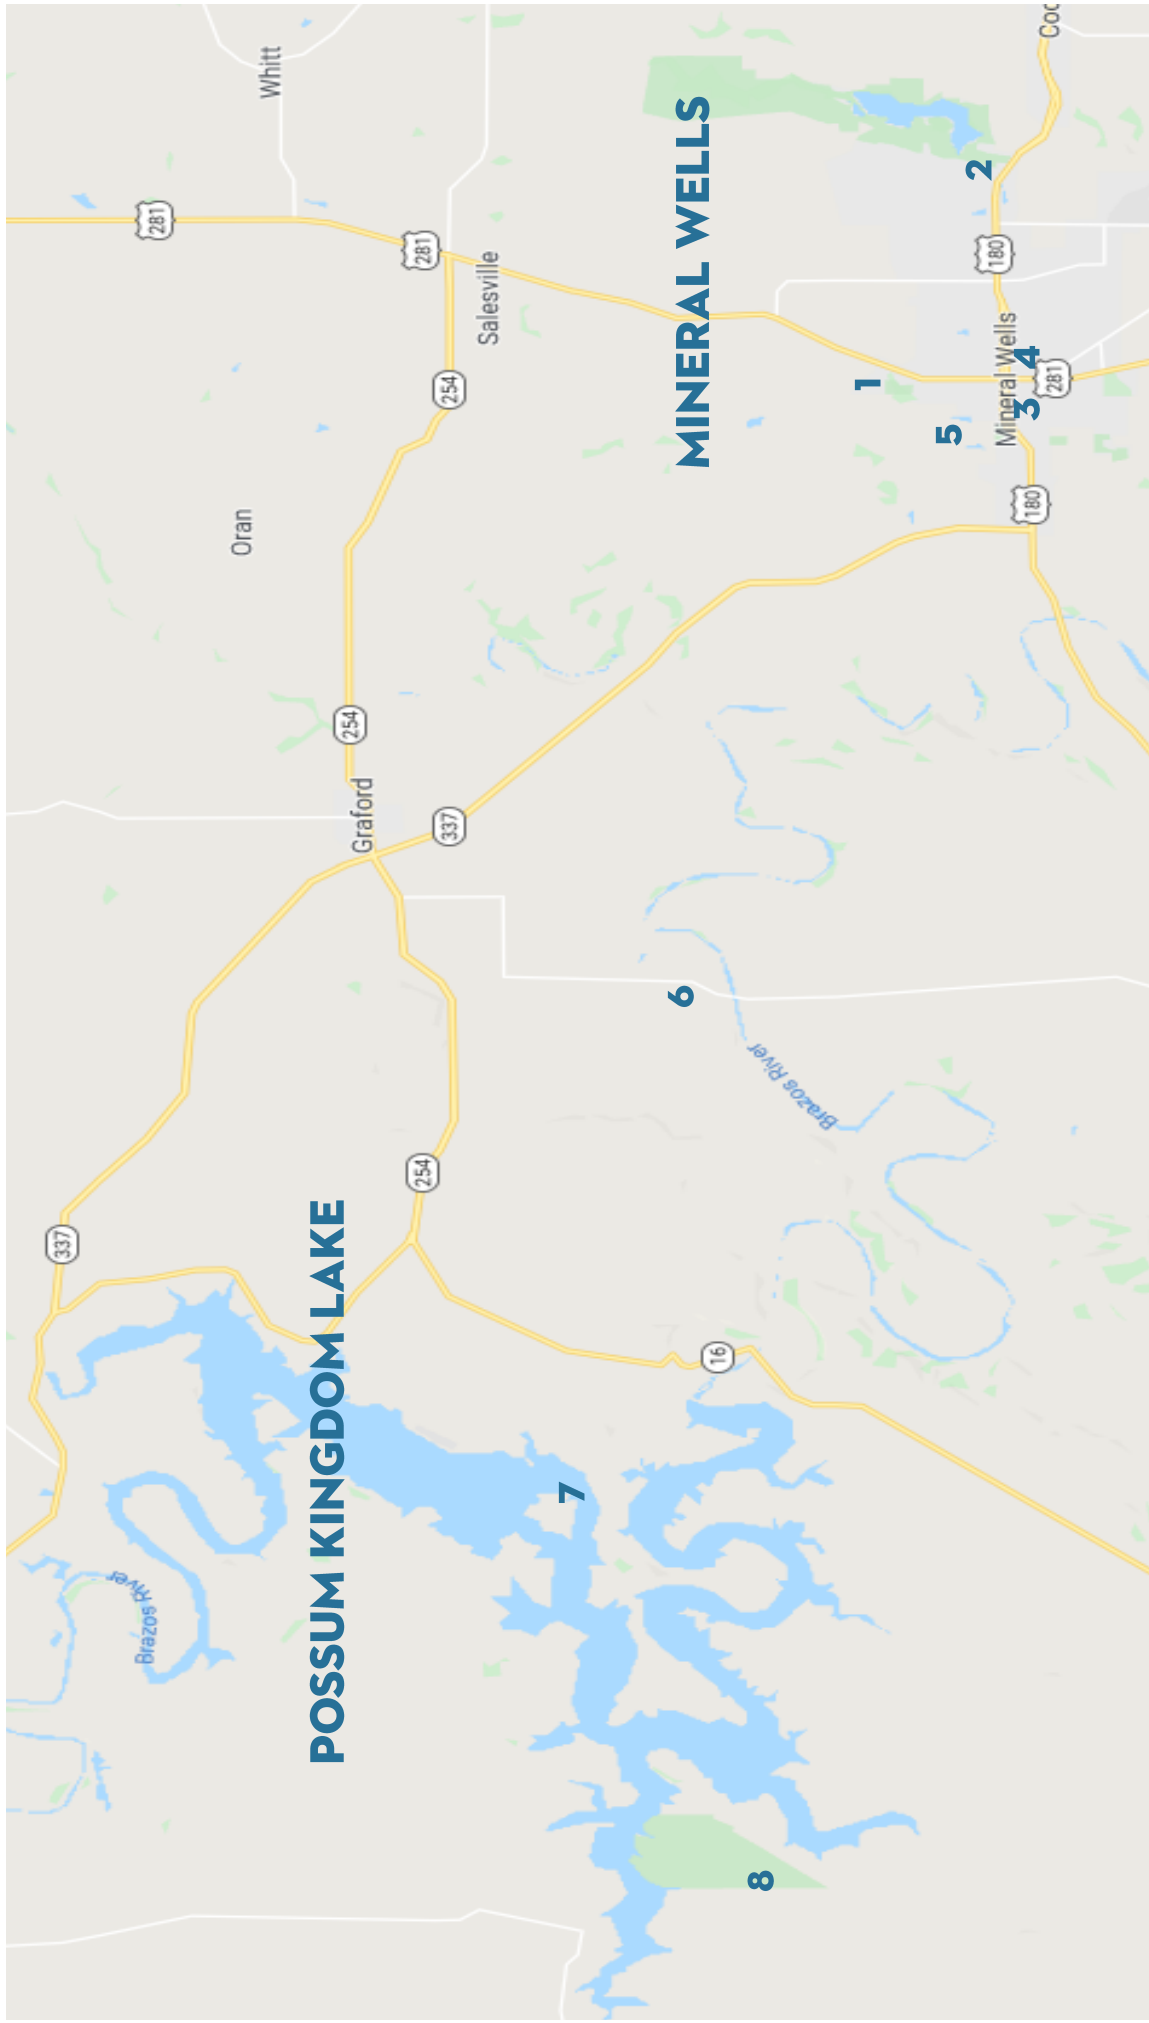 337
Brazos River
281
Oran
Whitt
POSSUM KINGDOM LAKE
254
Graford
254
281
337
254
Salesville
7
6
MINERAL WELLS
16
8
Brazos River
1
5
2
180
Mineral Wells
3
4
180
281
Coo